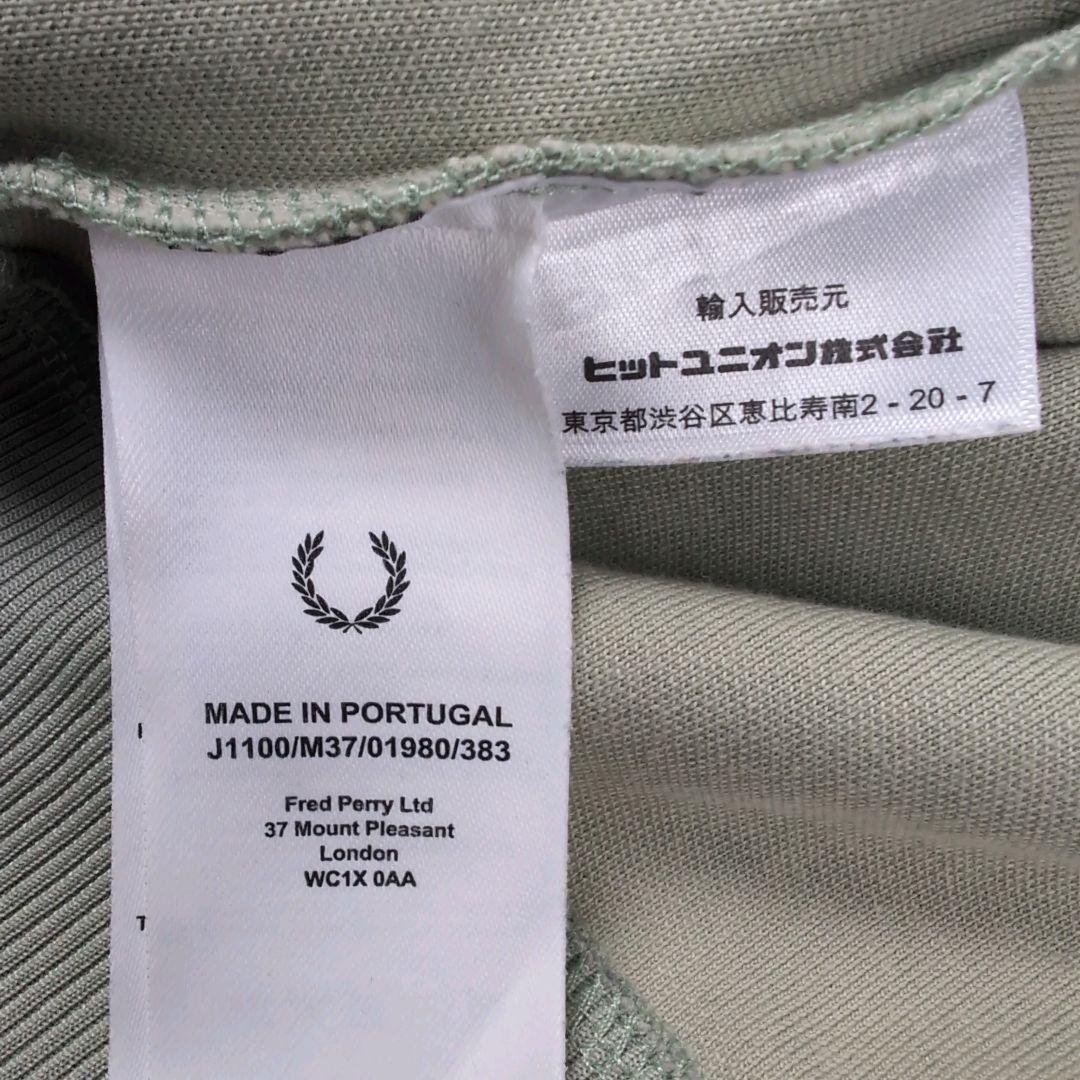 輸入販売元
ヒットユニオン株式会社
東京都渋谷区恵比寿南2-20-7
MADE IN PORTUGAL
J1100/M37/01980/383
Fred Perry Ltd
37 Mount Pleasant
London
WC1X 0AA